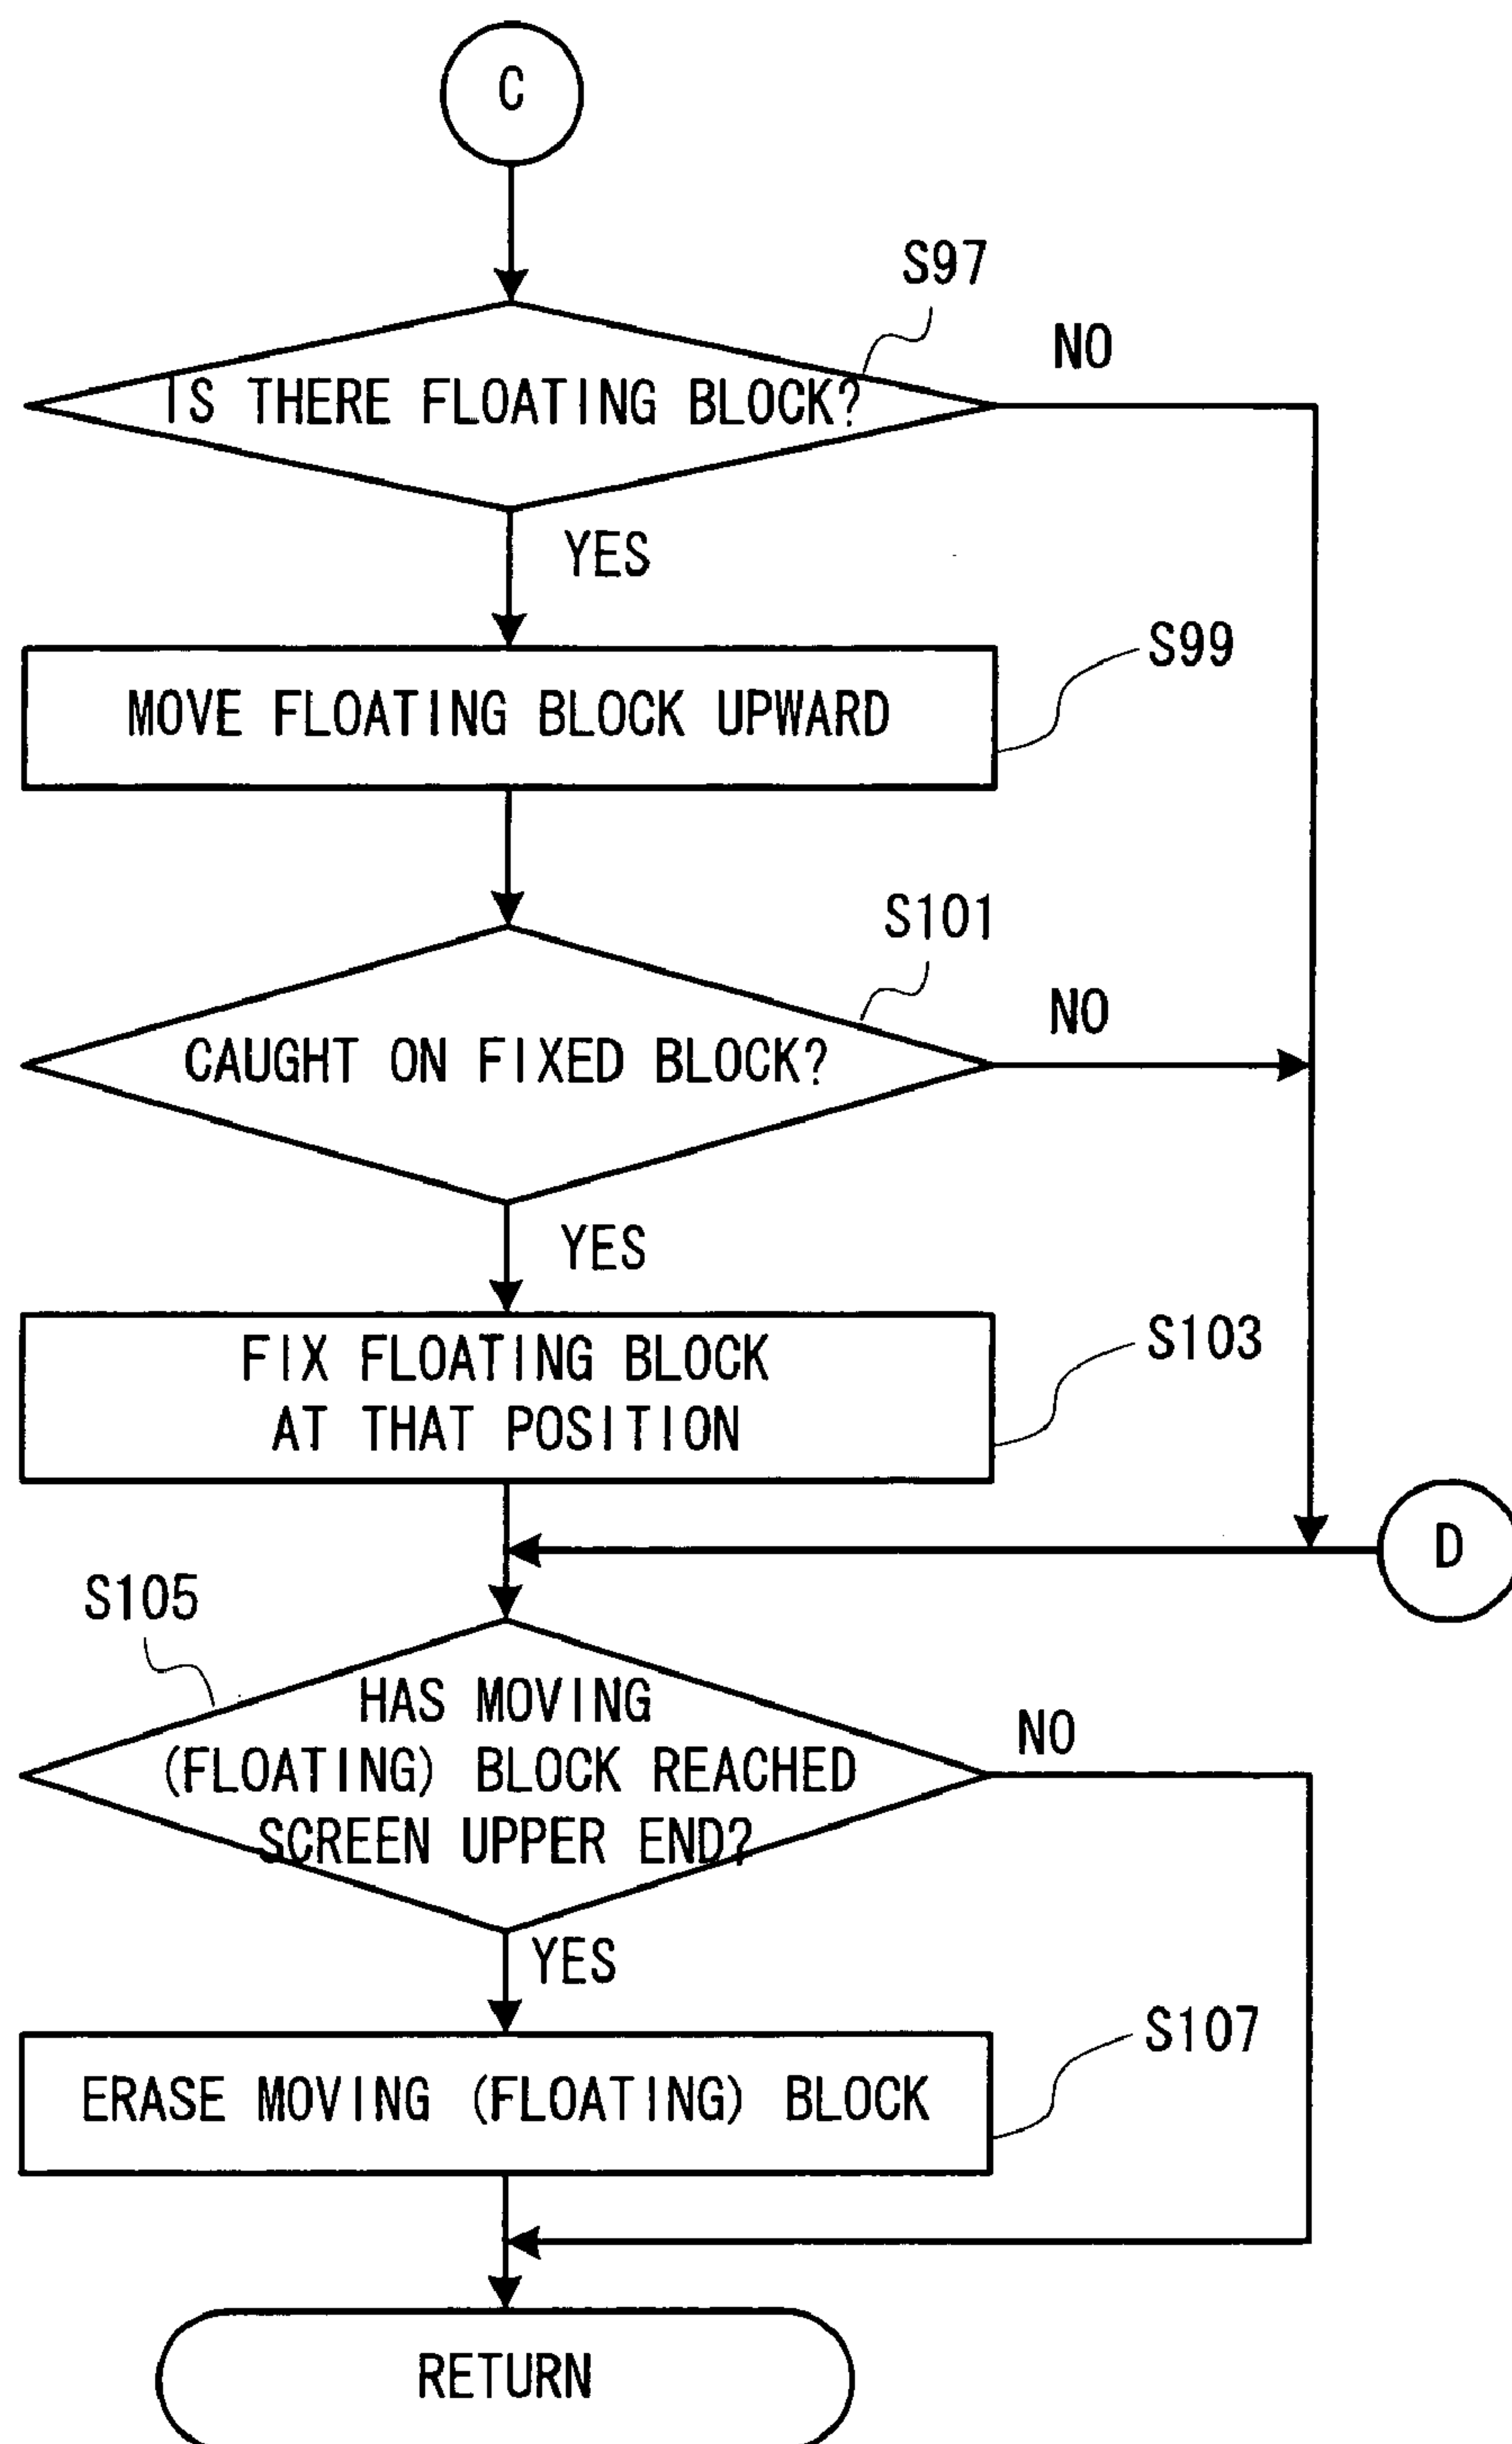 C
S97
IS THERE FLOATING BLOCK?
NO
YES
MOVE FLOATING BLOCK UPWARD
S99
S101
CAUGHT ON FIXED BLOCK?
NO
YES
FIX FLOATING BLOCK
AT THAT POSITION
S103
D
S105
HAS MOVING
(FLOATING) BLOCK REACHED
SCREEN UPPER END?
NO
YES
ERASE MOVING (FLOATING) BLOCK
S107
RETURN